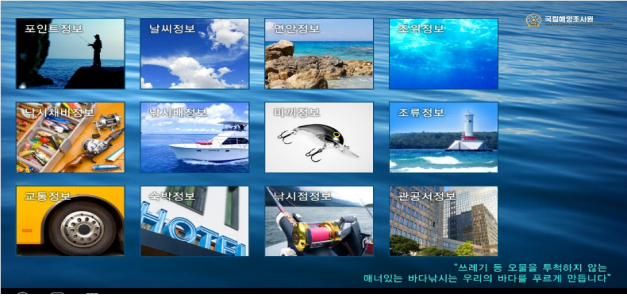 국립해양조사원
포인트정보
날씨정보
연안정보
조위정보
낚시채비정보
낚시배정보
미끼정보
조류정보
교통정보
숙박정보
낚시점정보
관공서정보
HOTEL
"쓰레기 등 오물을 투척하지 않는
매너있는 바다낚시는 우리의 바다를 푸르게 만듭니다"